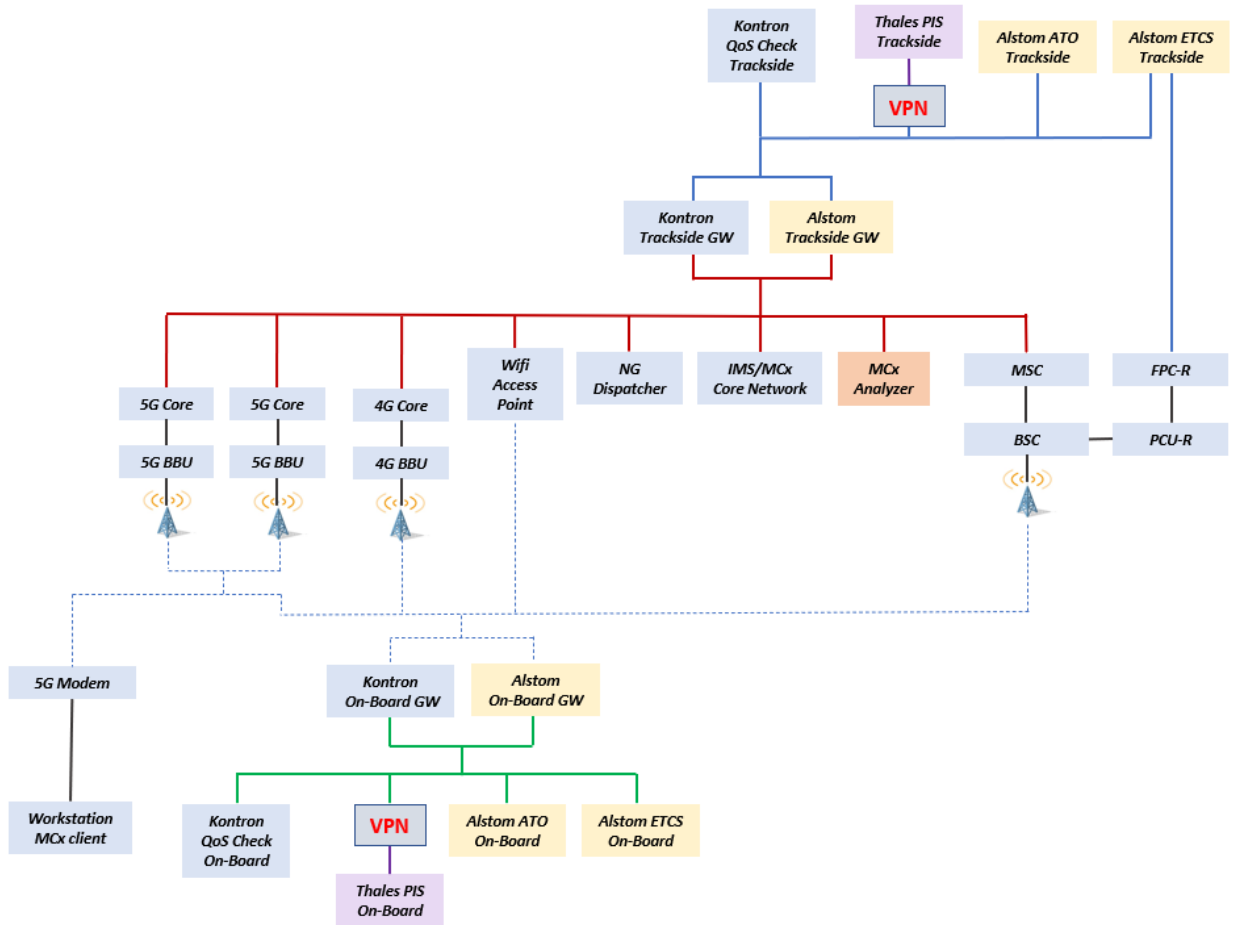 Kontron
QoS Check
Trackside
Thales PIS
Trackside
Alstom ATO
Trackside
Alstom ETCS
Trackside
VPN
Kontron
Trackside GW
Alstom
Trackside GW
5G Core
5G Core
4G Core
Wifi
Access
Point
NG
Dispatcher
IMS/MCx
Core Network
MCx
Analyzer
MSC
FPC-R
5G BBU
5G BBU
4G BBU
BSC
PCU-R
5G Modem
Kontron
On-Board GW
Alstom
On-Board GW
Workstation
MCx client
Kontron
QoS Check
On-Board
VPN
Alstom ATO
On-Board
Alstom ETCS
On-Board
Thales PIS
On-Board